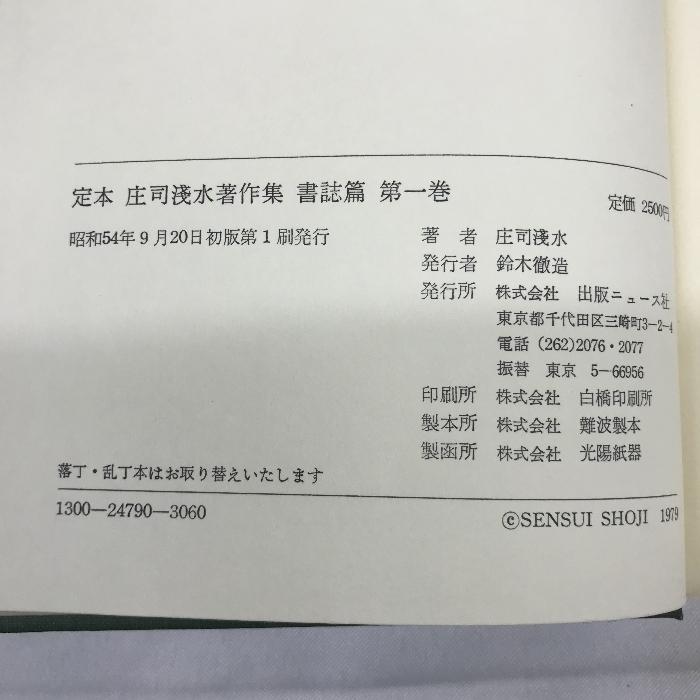 定本 庄司淺水著作集 書誌篇 第一巻
定価 2500円
昭和54年9月20日初版第1刷発行
著者 庄司淺水
発行者 鈴木徹造
発行所 株式会社 出版ニュース社
東京都千代田区三崎町3-2-4
電話 (262)2076・2077
振替 東京 5-66956
印刷所 株式会社 白橋印刷所
製本所 株式会社 難波製本
製函所 株式会社 光陽紙器
落丁・乱丁本はお取り替えいたします
1300—24790—3060
©SENSUI SHOJI 1979